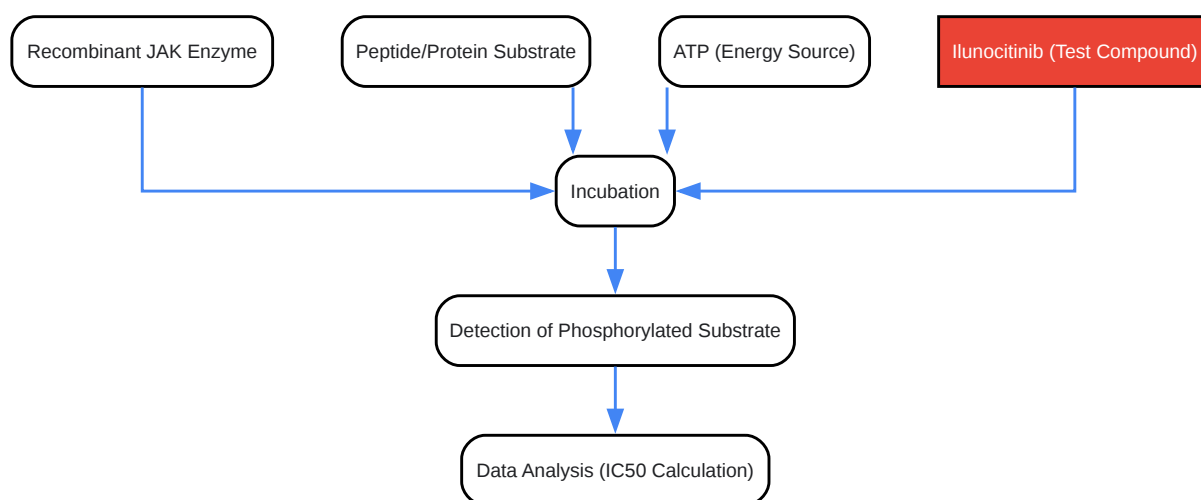 Recombinant JAK Enzyme
Peptide/Protein Substrate
ATP (Energy Source)
Ilunocitinib (Test Compound)
Incubation
Detection of Phosphorylated Substrate
Data Analysis (IC50 Calculation)